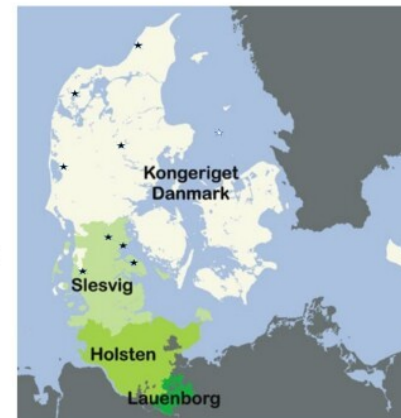 Kongeriget
Danmark
Slesvig
Holsten
Lauenborg